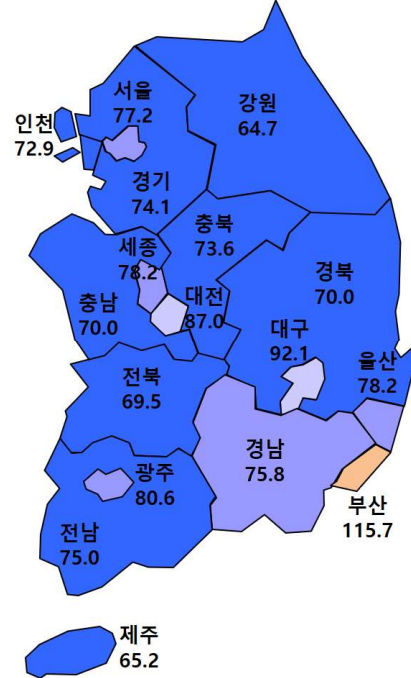 서울
77.2
강원
64.7
인천
72.9
경기
74.1
충북
73.6
세종
78.2
경북
70.0
대전
87.0
충남
70.0
대구
92.1
울산
78.2
전북
69.5
경남
75.8
광주
80.6
부산
115.7
전남
75.0
제주
65.2